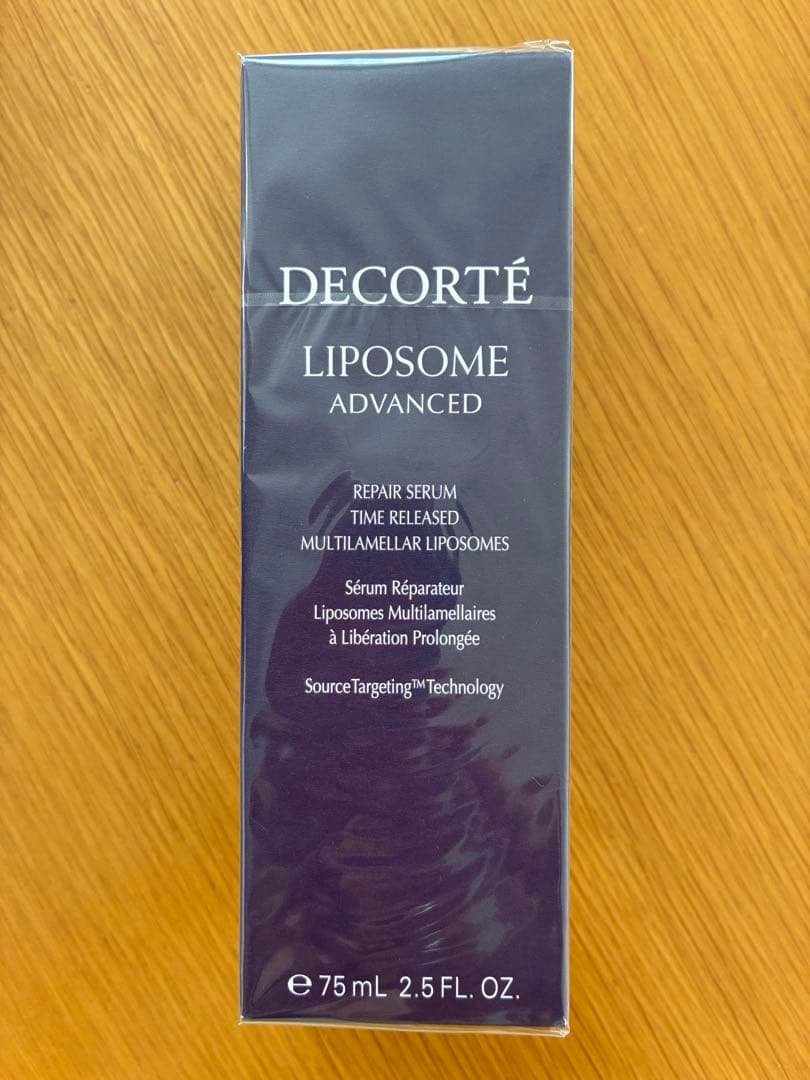 DECORTÉ
LIPOSOME
ADVANCED
REPAIR SERUM
TIME RELEASED
MULTILAMELLAR LIPOSOMES
Sérum Réparateur
Liposomes Multilamellaires
à Libération Prolongée
SourceTargeting™Technology
℮ 75 mL 2.5 FL. OZ.